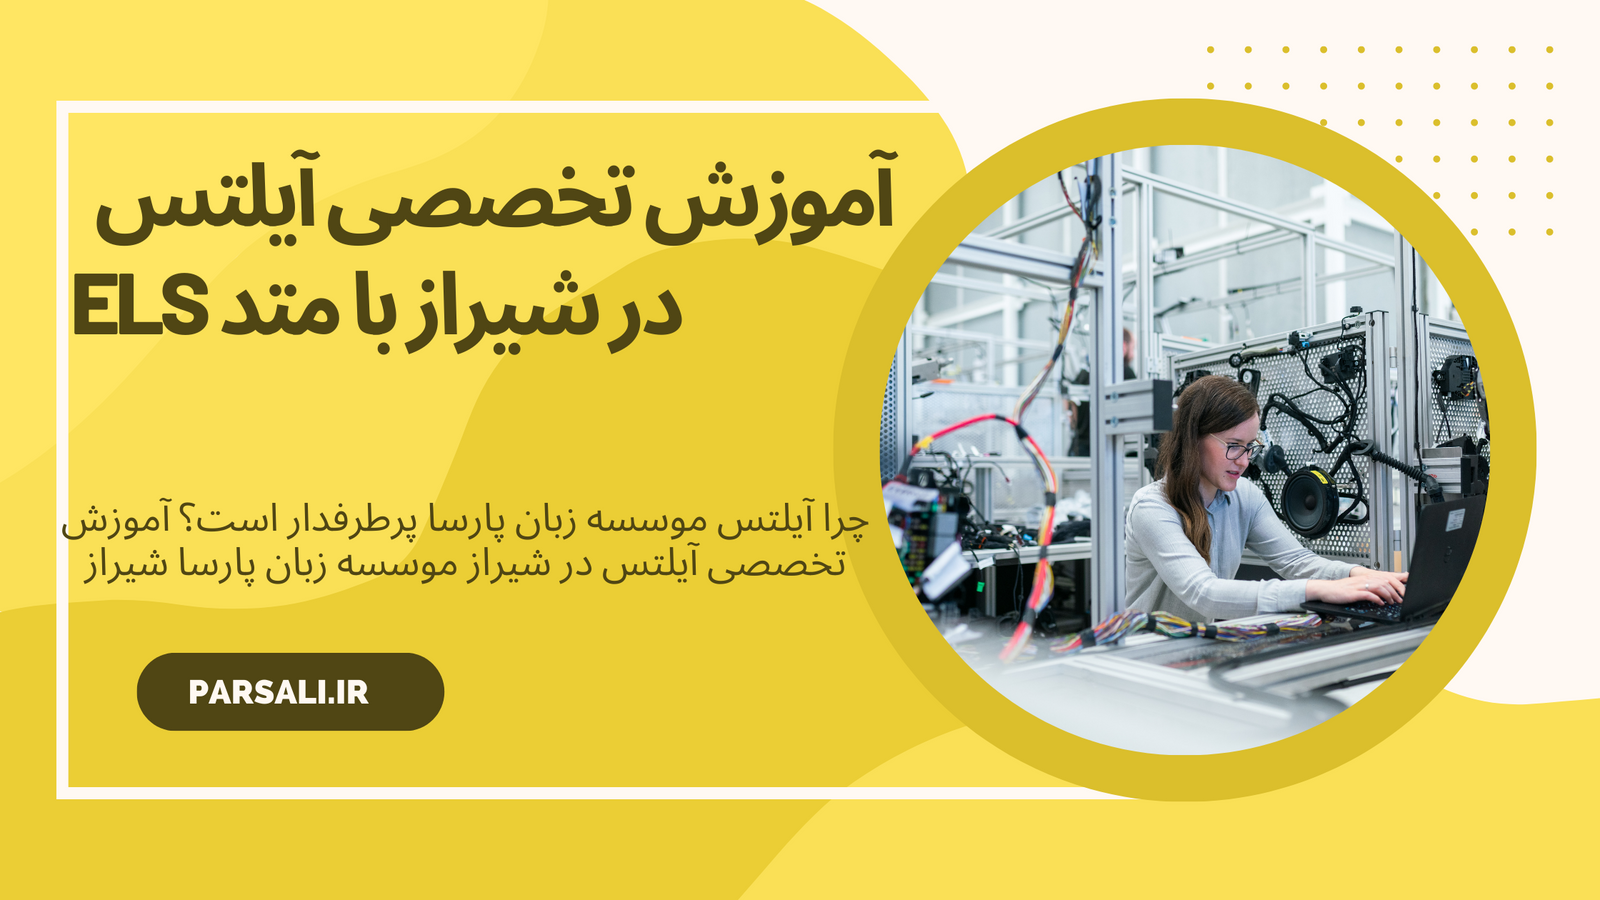 آموزش تخصصی آیلتس
در شیراز با متد ELS
چرا آیلتس موسسه زبان پارسا پرطرفدار است؟ آموزش
تخصصی آیلتس در شیراز موسسه زبان پارسا شیراز
PARSALI.IR